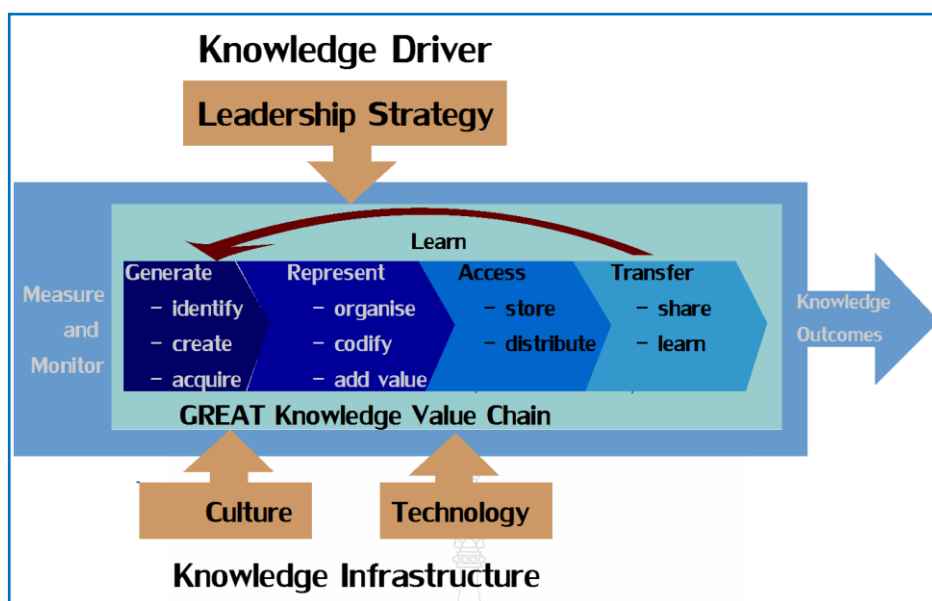 Knowledge Driver
Leadership Strategy
Learn
Measure
and
Monitor
Generate
- identify
- create
- acquire
Represent
- organise
- codify
- add value
Access
- store
- distribute
Transfer
- share
- learn
Knowledge
Outcomes
GREAT Knowledge Value Chain
Culture
Technology
Knowledge Infrastructure